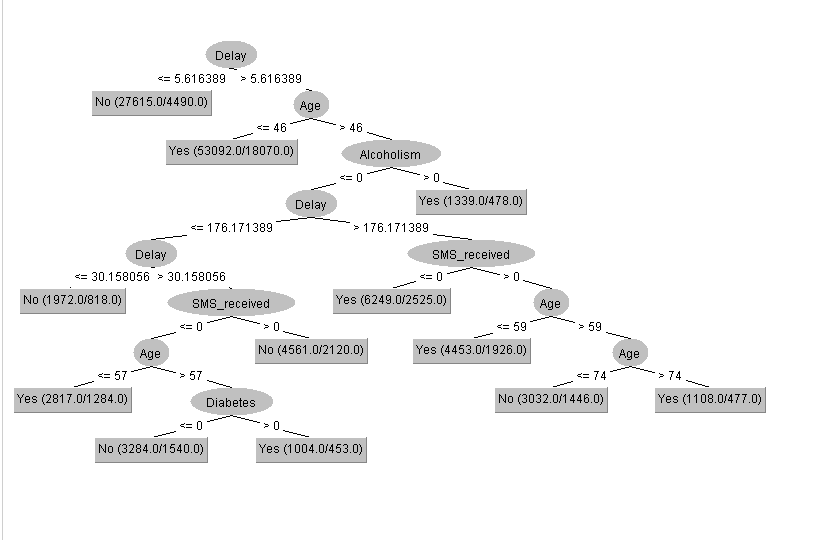 Delay
<= 5.616389 > 5.616389
No (27615.0/4490.0)
Age
<= 46 > 46
Yes (53092.0/18070.0)
Alcoholism
<= 0 > 0
Delay
Yes (1339.0/478.0)
<= 176.171389 > 176.171389
Delay
SMS_received
<= 30.158056 > 30.158056
<= 0 > 0
No (1972.0/818.0)
SMS_received
Yes (6249.0/2525.0)
Age
<= 0 > 0
<= 59 > 59
Age
No (4561.0/2120.0)
Yes (4453.0/1926.0)
Age
<= 57 > 57
<= 74 > 74
Yes (2817.0/1284.0)
Diabetes
No (3032.0/1446.0)
Yes (1108.0/477.0)
<= 0 > 0
No (3284.0/1540.0)
Yes (1004.0/453.0)